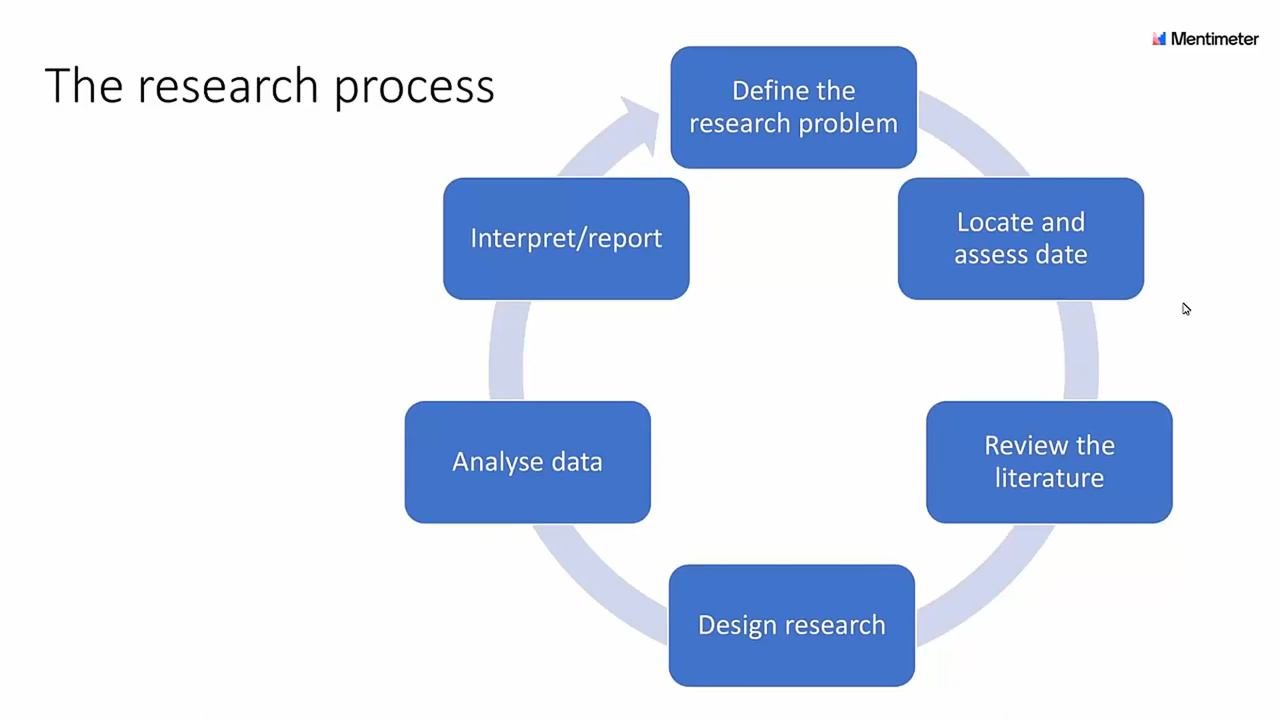 The research process
Mentimeter
Define the
research problem
Locate and
assess date
Review the
literature
Design research
Analyse data
Interpret/report